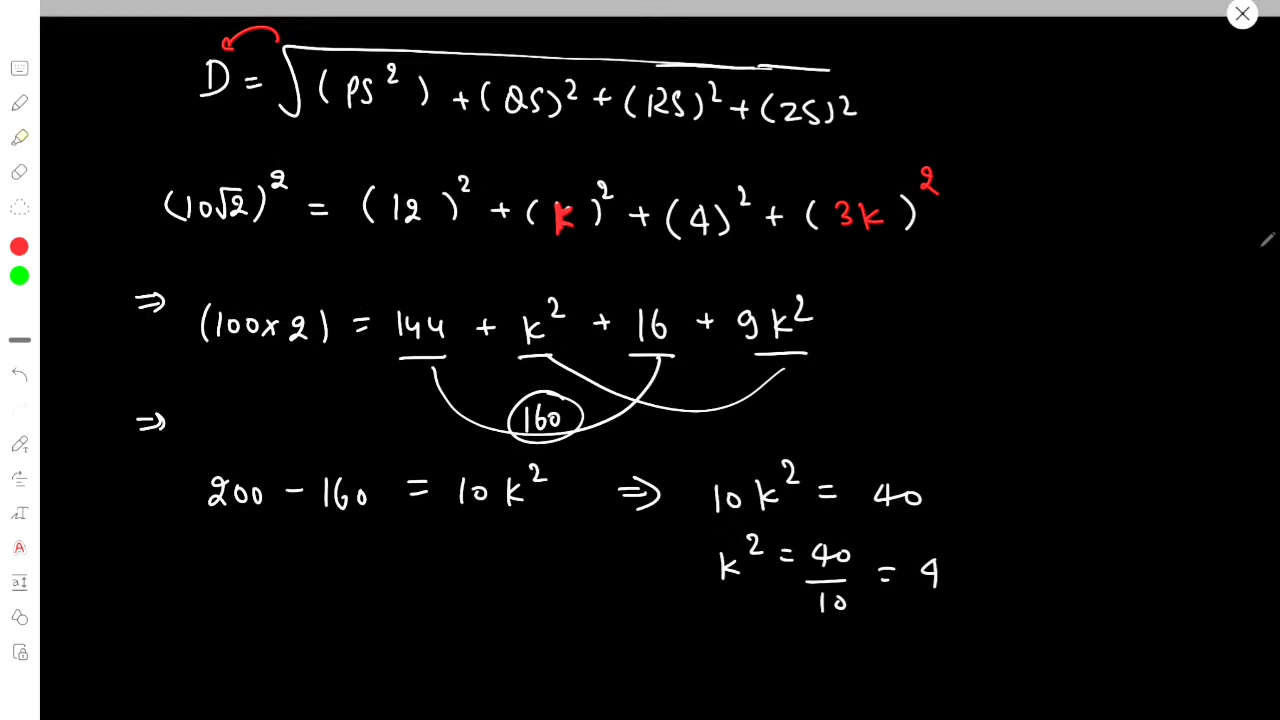 D = √(PS²) + (QS)² + (RS)² + (ZS)²
(10√2)² = (12)² + (k)² + (4)² + (3k)²
⇒ (100×2) = 144 + k² + 16 + 9k²
⇒ 160
200 - 160 = 10k² ⇒ 10k² = 40
k² = 40/10 = 4